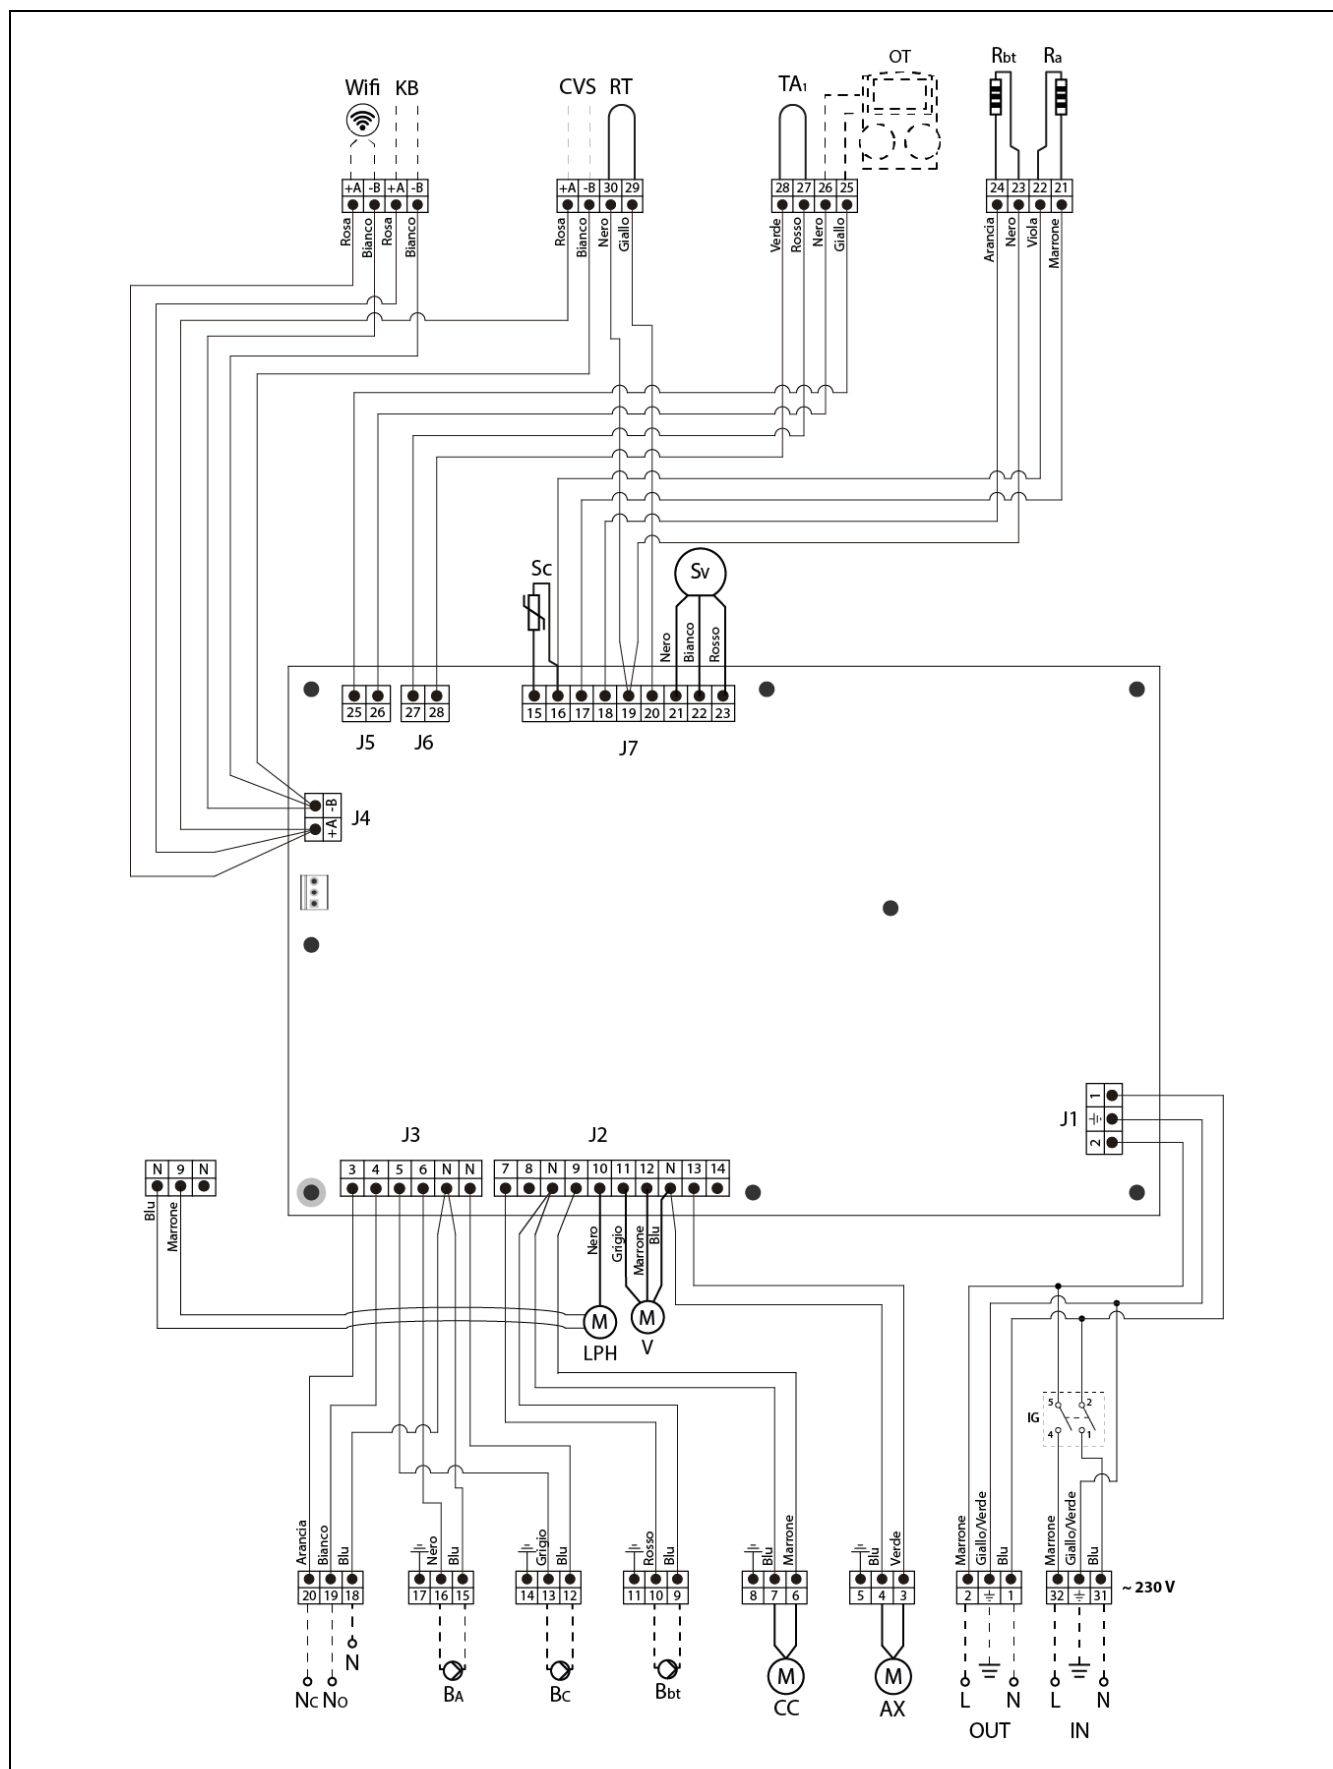 Wifi KB CVS RT TA1 OT Rbt Ra
+A -B +A -B +A -B 30 29 28 27 26 25 24 23 22 21
Rosa Bianco Rosa Bianco Rosa Bianco Nero Giallo Verde Rosso Nero Giallo Arancia Nero Viola Marrone
Sc Sv
Nero Bianco Rosso
25 26 27 28 15 16 17 18 19 20 21 22 23
J5 J6 J7
-B
+A
J4
1
J1
2
J3 J2
N 9 N 3 4 5 6 N N 7 8 N 9 10 11 12 N 13 14
Blu Marrone Nero Grigio Marrone Blu
M M
LPH V
5 2
IG
4 1
Arancia Bianco Blu Nero Blu Grigio Blu Rosso Blu Blu Marrone Blu Verde Marrone Giallo/Verde Blu Marrone Giallo/Verde Blu
20 19 18 17 16 15 14 13 12 11 10 9 8 7 6 5 4 3 2 1 32 31 ~ 230 V
N
NC NO BA BC Bbt M M L N L N
CC AX
OUT IN